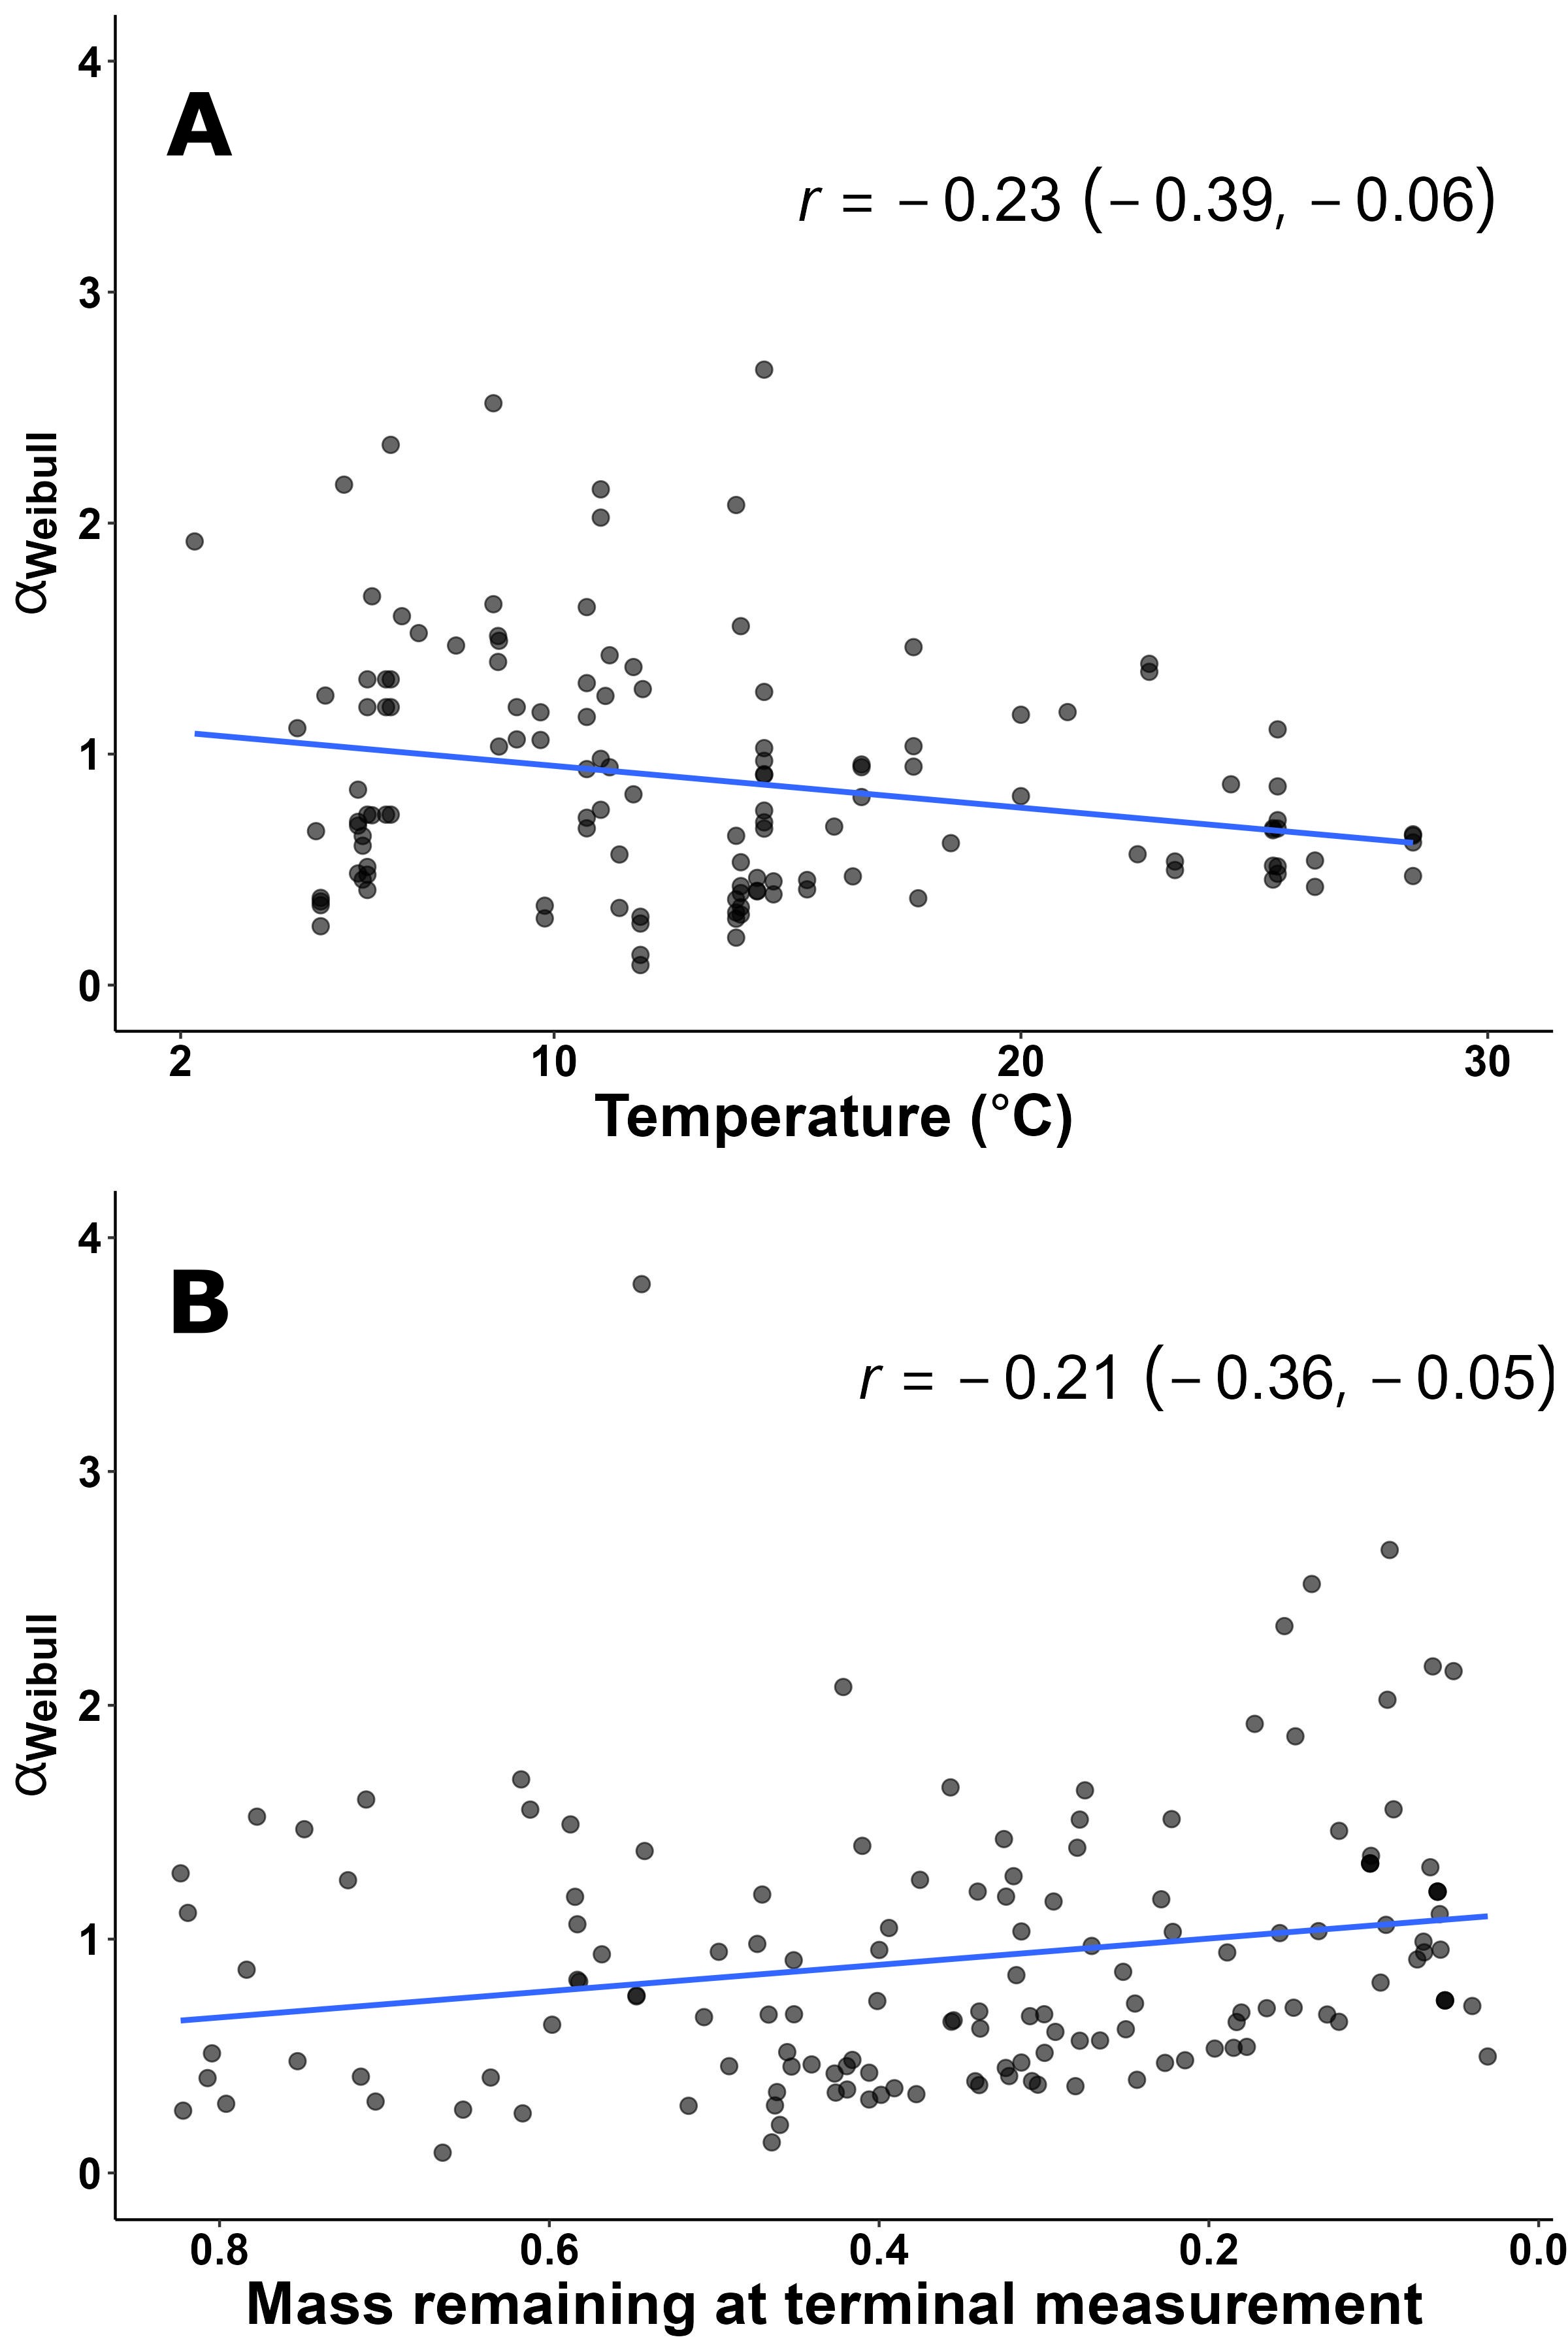 4
A
r = − 0.23 (− 0.39, − 0.06)
3
2
1
0
αWeibull
2 10 20 30
Temperature (°C)
4
B
r = − 0.21 (− 0.36, − 0.05)
3
2
1
0
αWeibull
0.8 0.6 0.4 0.2 0.0
Mass remaining at terminal measurement